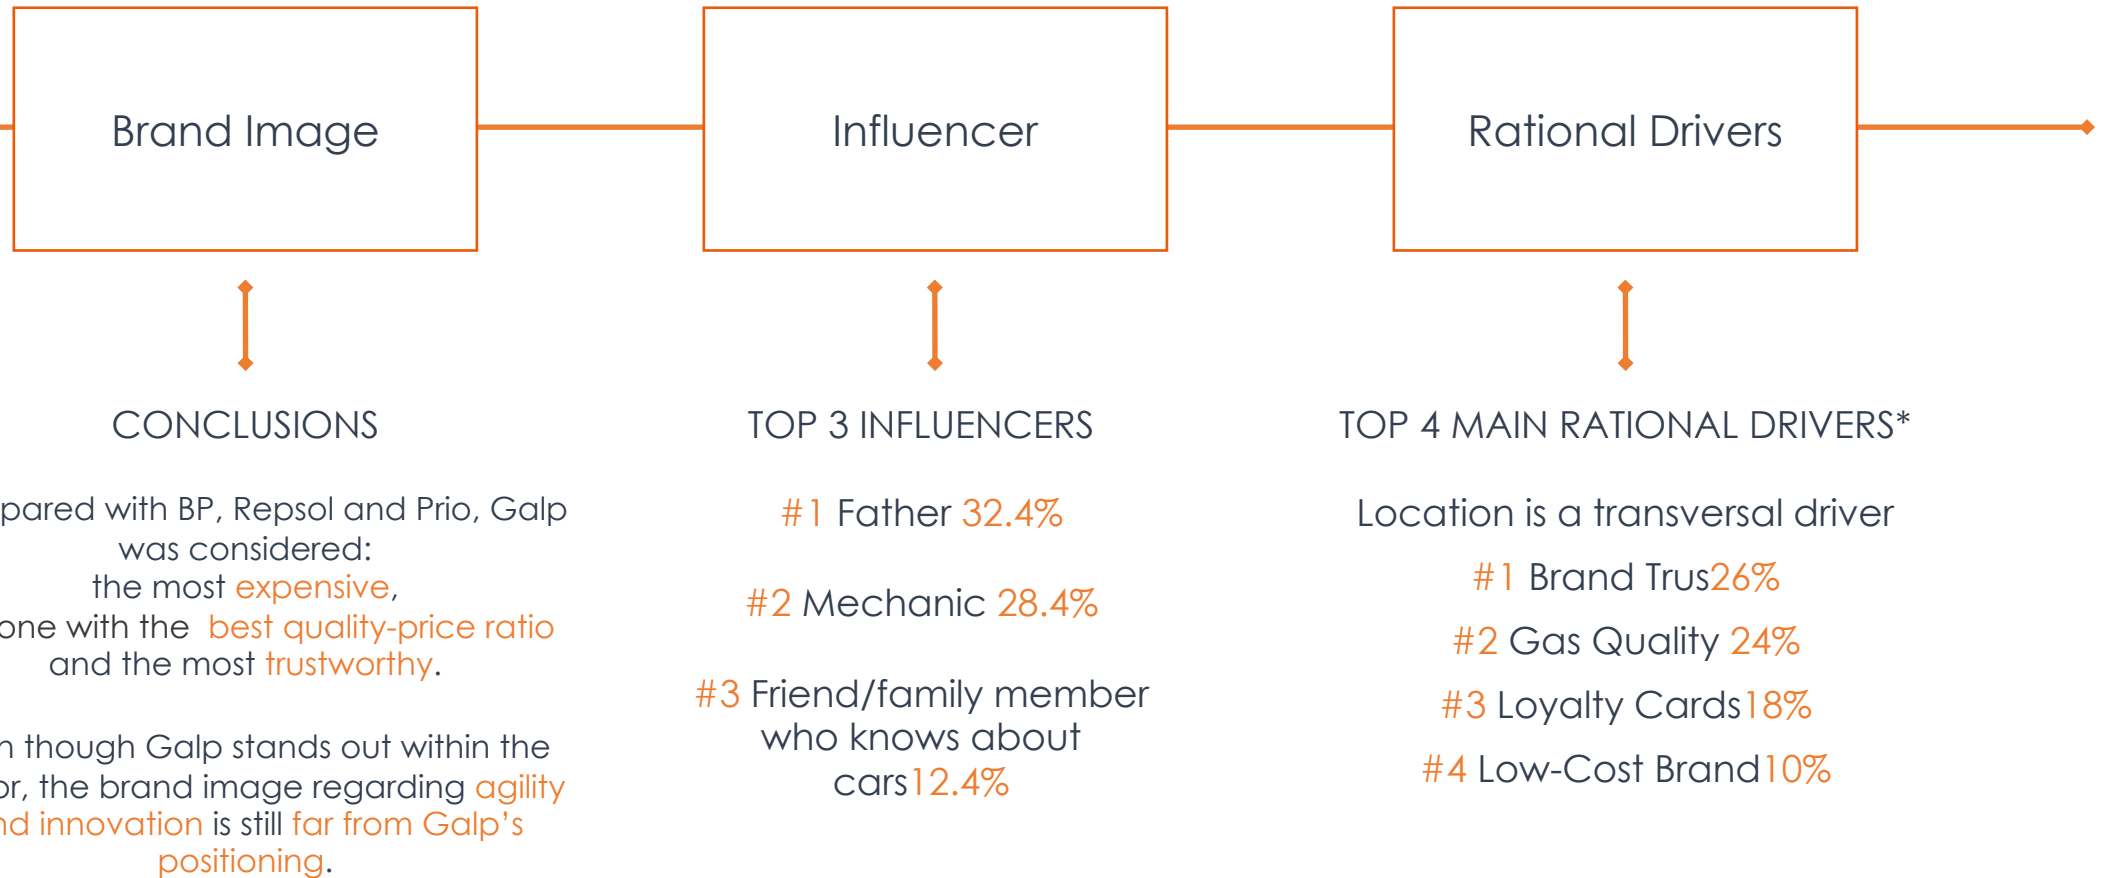 Brand Image
Influencer
Rational Drivers
CONCLUSIONS
pared with BP, Repsol and Prio, Galp
was considered:
the most expensive,
one with the best quality-price ratio
and the most trustworthy.
n though Galp stands out within the
or, the brand image regarding agility
nd innovation is still far from Galp’s
positioning.
TOP 3 INFLUENCERS
#1 Father 32.4%
#2 Mechanic 28.4%
#3 Friend/family member
who knows about
cars12.4%
TOP 4 MAIN RATIONAL DRIVERS*
Location is a transversal driver
#1 Brand Trus26%
#2 Gas Quality 24%
#3 Loyalty Cards18%
#4 Low-Cost Brand10%